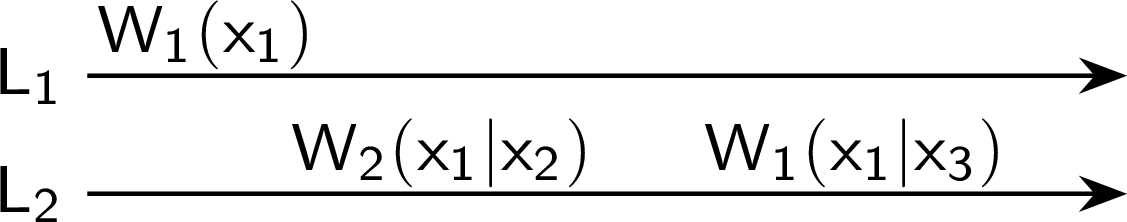 W₁(x₁)
L₁
W₂(x₁|x₂) W₁(x₁|x₃)
L₂